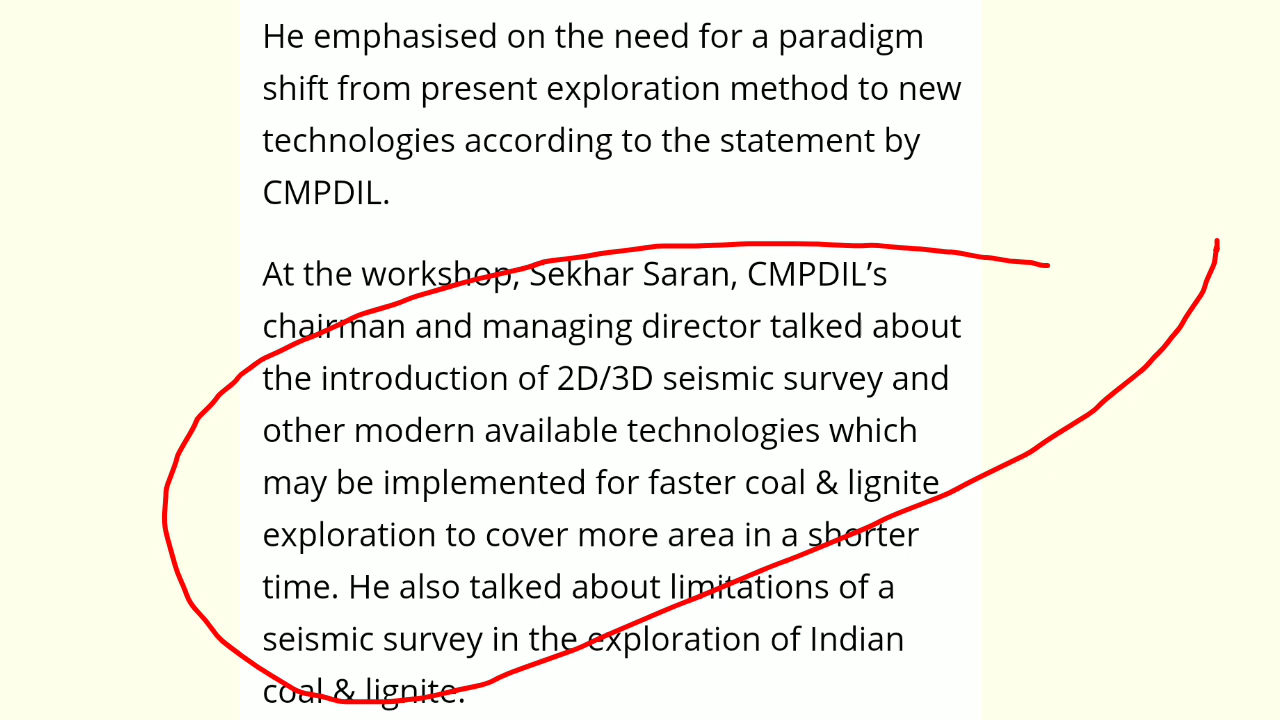 He emphasised on the need for a paradigm
shift from present exploration method to new
technologies according to the statement by
CMPDIL.
At the workshop, Sekhar Saran, CMPDIL’s
chairman and managing director talked about
the introduction of 2D/3D seismic survey and
other modern available technologies which
may be implemented for faster coal & lignite
exploration to cover more area in a shorter
time. He also talked about limitations of a
seismic survey in the exploration of Indian
coal & lignite.